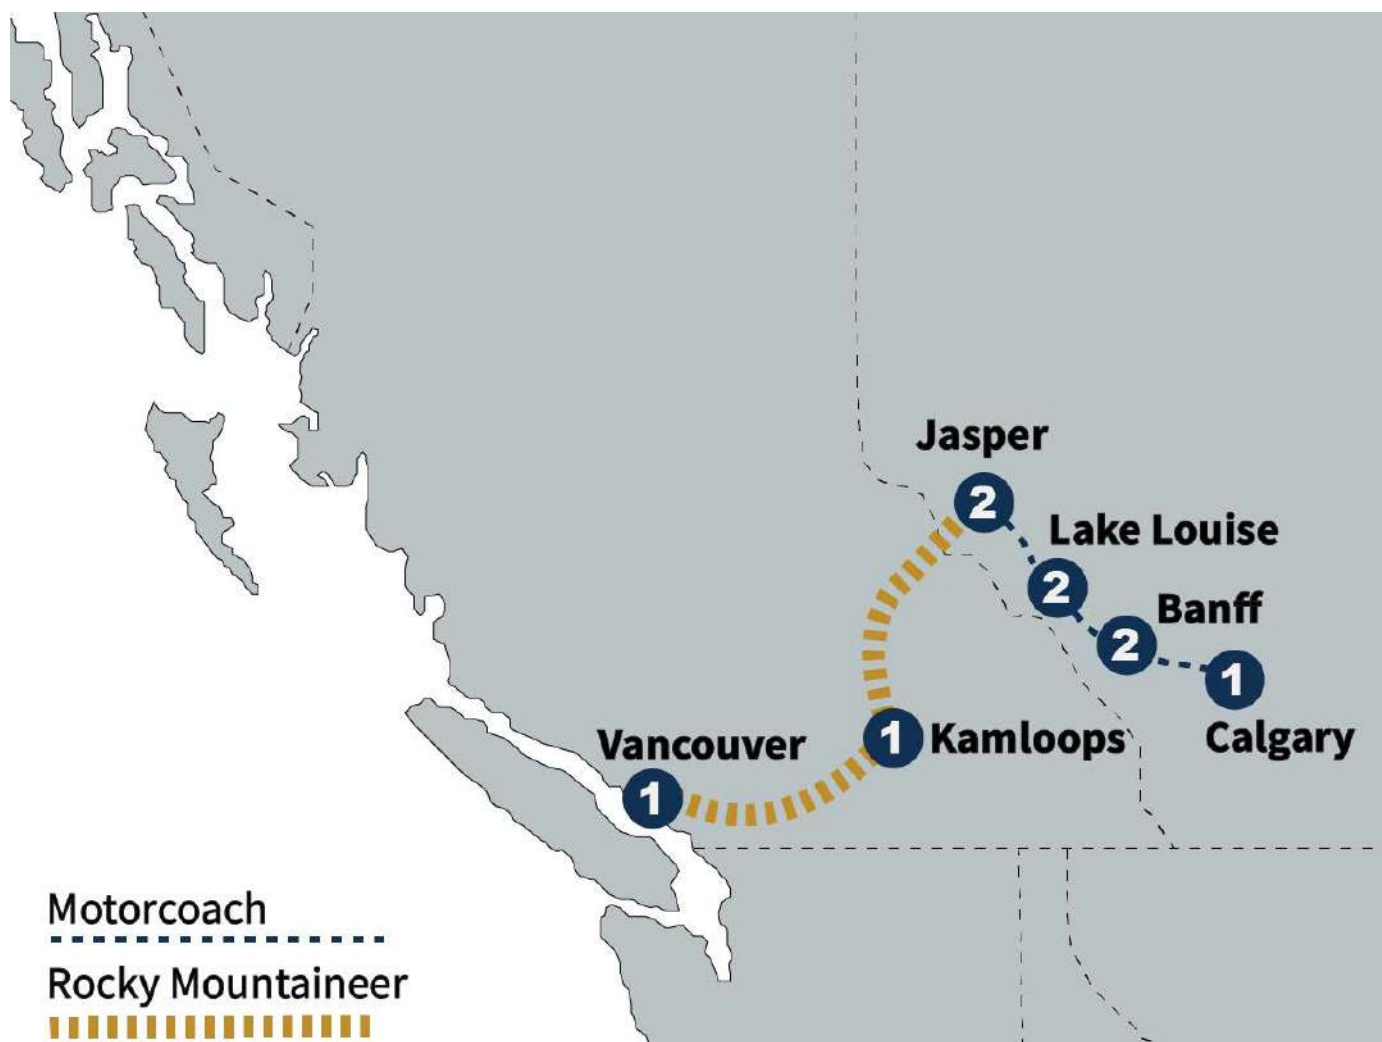 Jasper
2
Lake Louise
2
Banff
2
1
Calgary
Vancouver
1
1
Kamloops
Motorcoach
Rocky Mountaineer